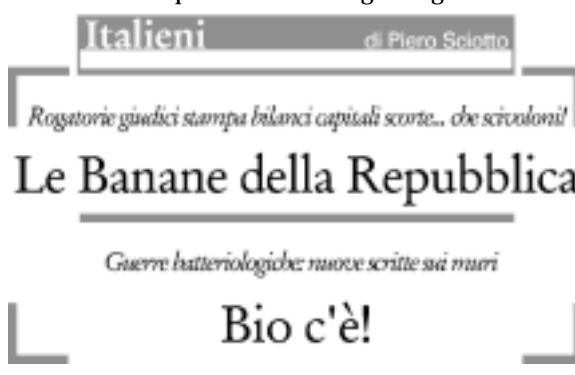 Italieni
di Piero Sciotto
Rogatorie giudici stampa bilanci capitali scorte... che scivoloni!
Le Banane della Repubblica
Guerre batteriologiche: nuove scritte sui muri
Bio c'è!